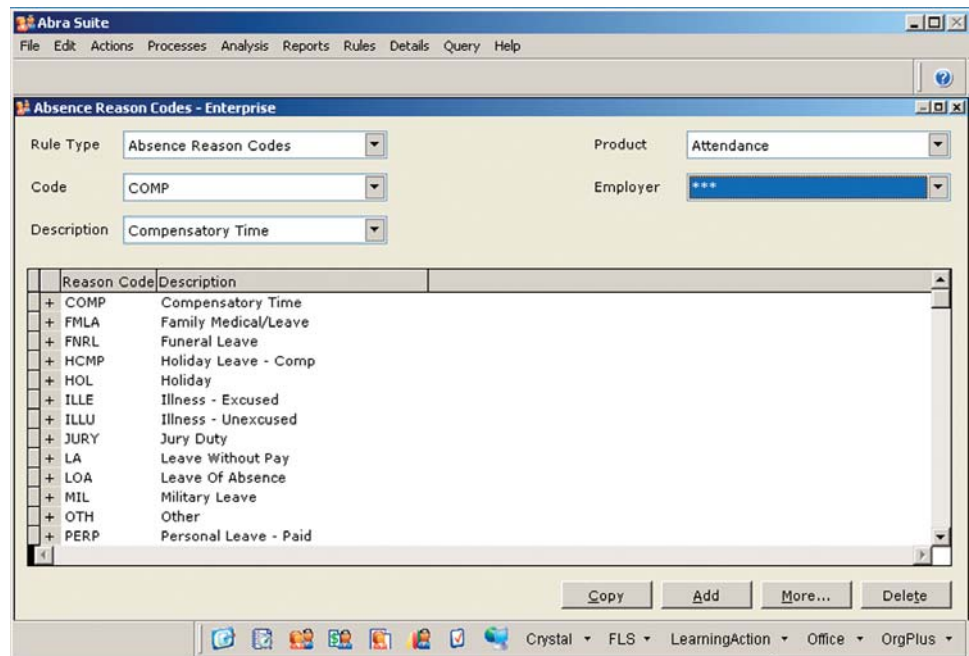 Abra Suite
File Edit Actions Processes Analysis Reports Rules Details Query Help
Absence Reason Codes - Enterprise
Rule Type Absence Reason Codes Product Attendance
Code COMP Employer ***
Description Compensatory Time
Reason Code Description
+ COMP Compensatory Time
+ FMLA Family Medical/Leave
+ FNRL Funeral Leave
+ HCMP Holiday Leave - Comp
+ HOL Holiday
+ ILLE Illness - Excused
+ ILLU Illness - Unexcused
+ JURY Jury Duty
+ LA Leave Without Pay
+ LOA Leave Of Absence
+ MIL Military Leave
+ OTH Other
+ PERP Personal Leave - Paid
Copy Add More... Delete
Crystal FLS LearningAction Office OrgPlus